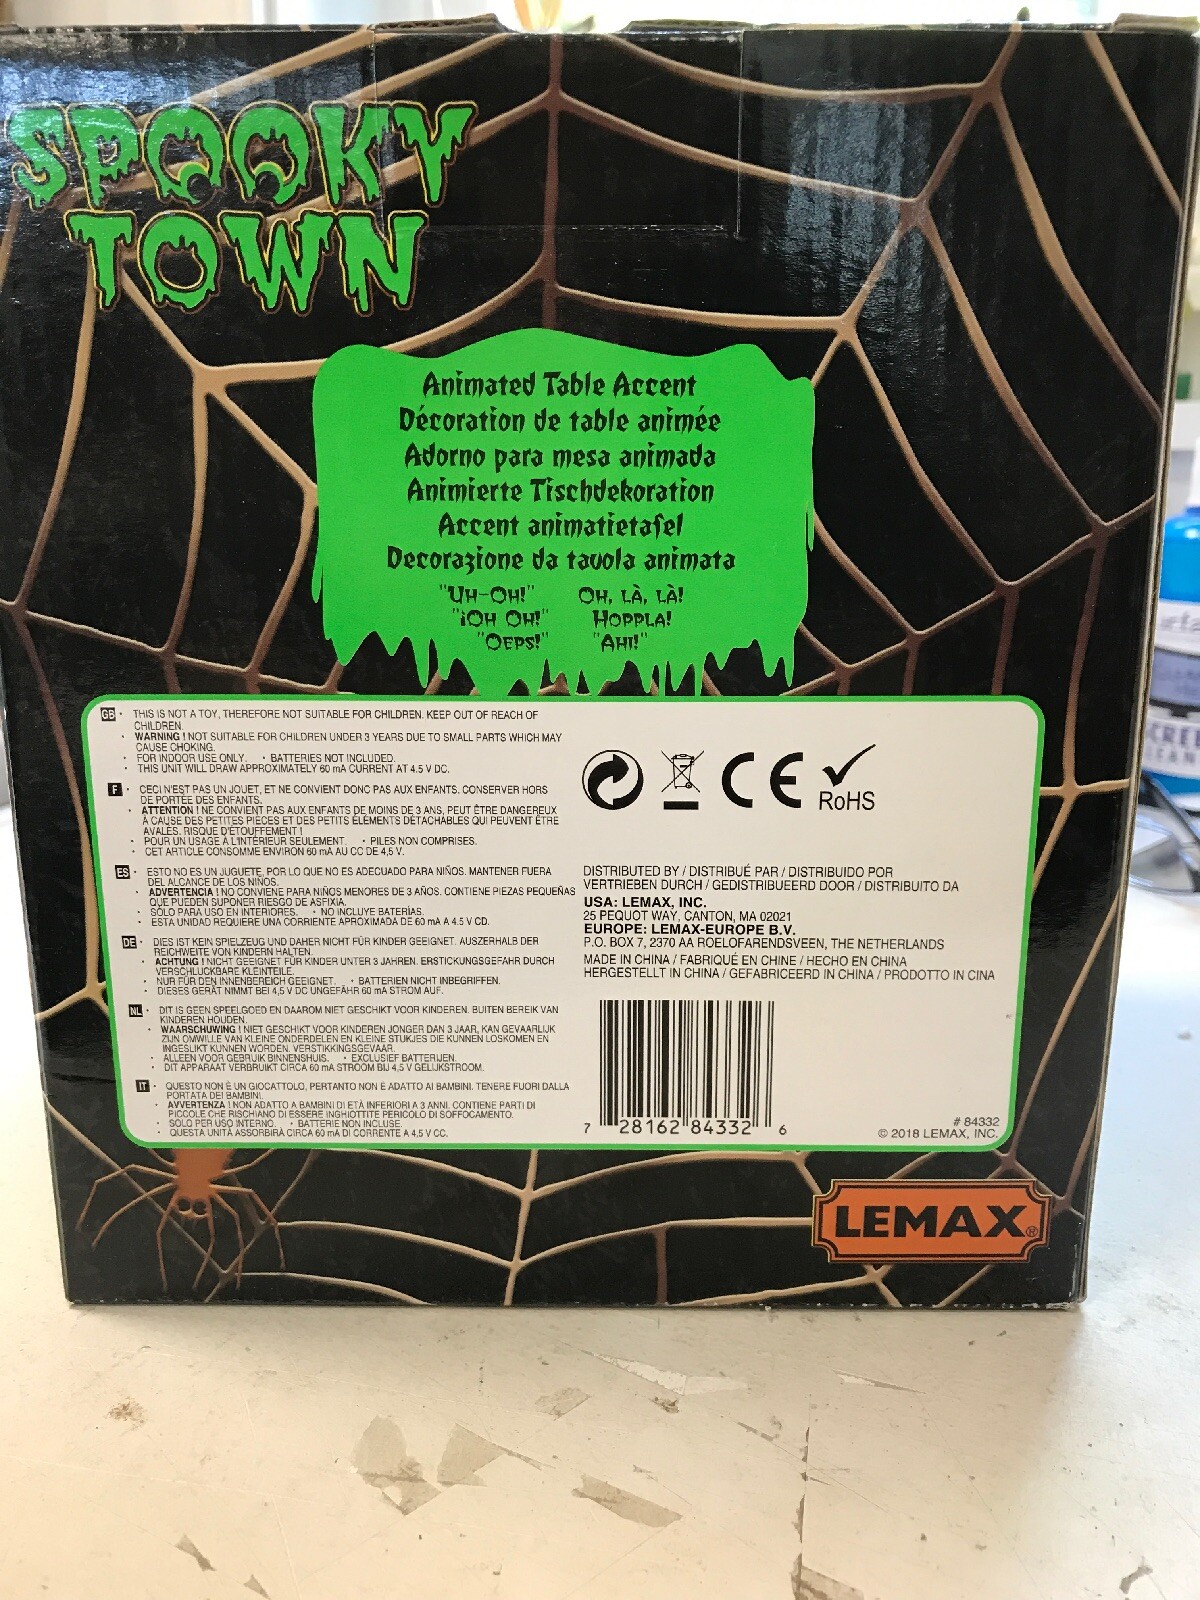 SPOOKY
TOWN
Animated Table Accent
Décoration de table animée
Adorno para mesa animada
Animierte Tischdekoration
Accent animatietafel
Decorazione da tavola animata
"Uh-Oh!" Oh, là, là!
"¡Oh Oh!" Hoppla!
"Oeps!" "Ahi!"
GB • THIS IS NOT A TOY, THEREFORE NOT SUITABLE FOR CHILDREN. KEEP OUT OF REACH OF
CHILDREN.
• WARNING ! NOT SUITABLE FOR CHILDREN UNDER 3 YEARS DUE TO SMALL PARTS WHICH MAY
CAUSE CHOKING.
• FOR INDOOR USE ONLY. • BATTERIES NOT INCLUDED.
• THIS UNIT WILL DRAW APPROXIMATELY 60 mA CURRENT AT 4.5 V DC.
F • CECI N'EST PAS UN JOUET, ET NE CONVIENT DONC PAS AUX ENFANTS. CONSERVER HORS
DE PORTÉE DES ENFANTS.
• ATTENTION ! NE CONVIENT PAS AUX ENFANTS DE MOINS DE 3 ANS, PEUT ÊTRE DANGEREUX
À CAUSE DES PETITES PIÈCES ET DES PETITS ÉLÉMENTS DÉTACHABLES QUI PEUVENT ÊTRE
AVALÉS. RISQUE D'ÉTOUFFEMENT !
• POUR UN USAGE À L'INTÉRIEUR SEULEMENT. • PILES NON COMPRISES.
• CET ARTICLE CONSOMME ENVIRON 60 mA AU CC DE 4,5 V.
ES • ESTO NO ES UN JUGUETE, POR LO QUE NO ES ADECUADO PARA NIÑOS. MANTENER FUERA
DEL ALCANCE DE LOS NIÑOS.
• ADVERTENCIA ! NO CONVIENE PARA NIÑOS MENORES DE 3 AÑOS. CONTIENE PIEZAS PEQUEÑAS
QUE PUEDEN SUPONER RIESGO DE ASFIXIA.
• SÓLO PARA USO EN INTERIORES. • NO INCLUYE BATERÍAS.
• ESTA UNIDAD REQUIERE UNA CORRIENTE APROXIMADA DE 60 mA A 4.5 V CD.
DE • DIES IST KEIN SPIELZEUG UND DAHER NICHT FÜR KINDER GEEIGNET. AUSZERHALB DER
REICHWEITE VON KINDERN HALTEN.
• ACHTUNG ! NICHT GEEIGNET FÜR KINDER UNTER 3 JAHREN. ERSTICKUNGSGEFAHR DURCH
VERSCHLUCKBARE KLEINTEILE.
• NUR FÜR DEN INNENBEREICH GEEIGNET. • BATTERIEN NICHT INBEGRIFFEN.
• DIESES GERÄT NIMMT BEI 4,5 V DC UNGEFÄHR 60 mA STROM AUF.
NL • DIT IS GEEN SPEELGOED EN DAAROM NIET GESCHIKT VOOR KINDEREN. BUITEN BEREIK VAN
KINDEREN HOUDEN.
• WAARSCHUWING ! NIET GESCHIKT VOOR KINDEREN JONGER DAN 3 JAAR, KAN GEVAARLIJK
ZIJN OMWILLE VAN KLEINE ONDERDELEN EN KLEINE STUKJES DIE KUNNEN LOSKOMEN EN
INGESLIKT KUNNEN WORDEN. VERSTIKKINGSGEVAAR.
• ALLEEN VOOR GEBRUIK BINNENSHUIS. • EXCLUSIEF BATTERIJEN.
• DIT APPARAAT VERBRUIKT CIRCA 60 mA STROOM BIJ 4,5 V GELIJKSTROOM.
IT • QUESTO NON È UN GIOCATTOLO, PERTANTO NON È ADATTO AI BAMBINI. TENERE FUORI DALLA
PORTATA DEI BAMBINI.
• AVVERTENZA ! NON ADATTO A BAMBINI DI ETÀ INFERIORI A 3 ANNI. CONTIENE PARTI DI
PICCOLE CHE RISCHIANO DI ESSERE INGHIOTTITE PERICOLO DI SOFFOCAMENTO.
• SOLO PER USO INTERNO. • BATTERIE NON INCLUSE.
• QUESTA UNITÀ ASSORBIRÀ CIRCA 60 mA DI CORRENTE A 4,5 V CC.
CE RoHS
DISTRIBUTED BY / DISTRIBUÉ PAR / DISTRIBUIDO POR
VERTRIEBEN DURCH / GEDISTRIBUEERD DOOR / DISTRIBUITO DA
USA: LEMAX, INC.
25 PEQUOT WAY, CANTON, MA 02021
EUROPE: LEMAX-EUROPE B.V.
P.O. BOX 7, 2370 AA ROELOFARENDSVEEN, THE NETHERLANDS
MADE IN CHINA / FABRIQUÉ EN CHINE / HECHO EN CHINA
HERGESTELLT IN CHINA / GEFABRICEERD IN CHINA / PRODOTTO IN CINA
7 28162 84332 6
# 84332
© 2018 LEMAX, INC.
LEMAX®